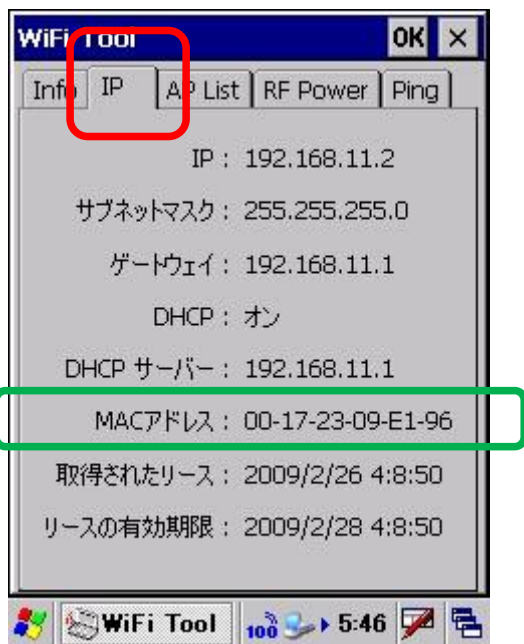 WiFi Tool OK ×
Info IP AP List RF Power Ping
IP : 192.168.11.2
サブネットマスク : 255.255.255.0
ゲートウェイ : 192.168.11.1
DHCP : オン
DHCP サーバー : 192.168.11.1
MACアドレス : 00-17-23-09-E1-96
取得されたリース : 2009/2/26 4:8:50
リースの有効期限 : 2009/2/28 4:8:50
WiFi Tool 100 5:46